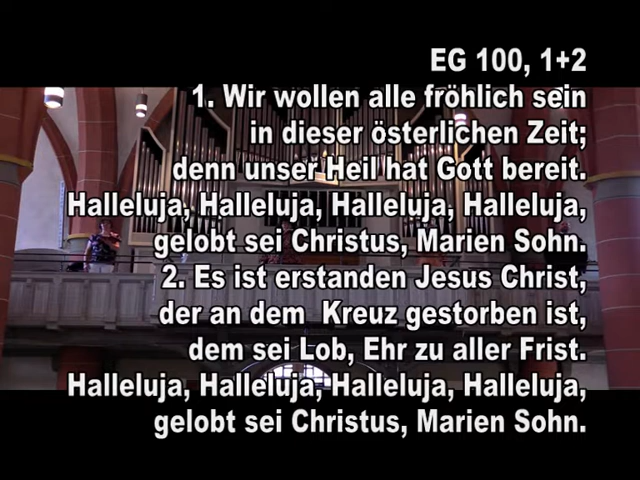 EG 100, 1+2
1. Wir wollen alle fröhlich sein
in dieser österlichen Zeit;
denn unser Heil hat Gott bereit.
Halleluja, Halleluja, Halleluja, Halleluja,
gelobt sei Christus, Marien Sohn.
2. Es ist erstanden Jesus Christ,
der an dem  Kreuz gestorben ist,
dem sei Lob, Ehr zu aller Frist.
Halleluja, Halleluja, Halleluja, Halleluja,
gelobt sei Christus, Marien Sohn.